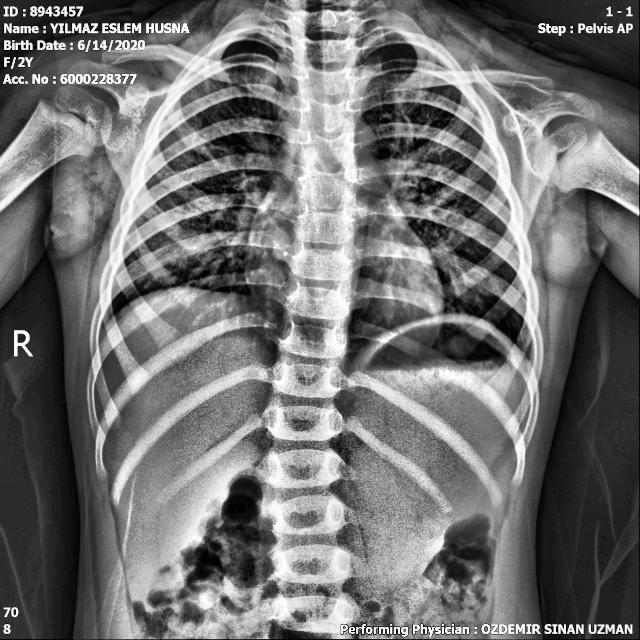 ID : 8943457
Name : YILMAZ ESLEM HUSNA
Birth Date : 6/14/2020
F/2Y
Acc. No : 6000228377
1 - 1
Step : Pelvis AP
R
70
8
Performing Physician : OZDEMIR SINAN UZMAN